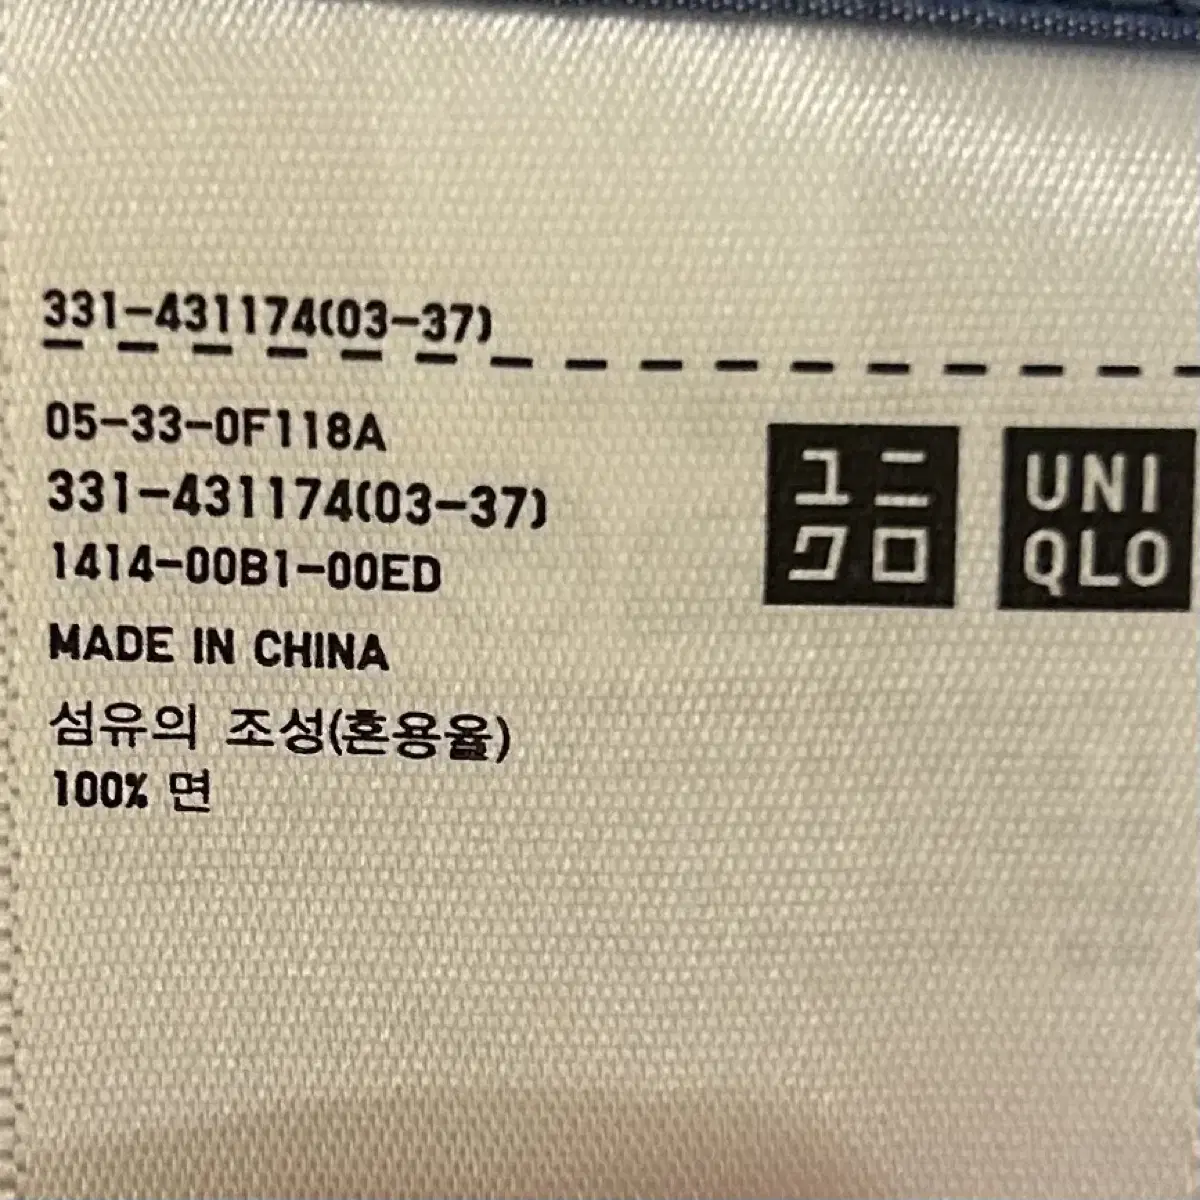 331-431174(03-37)
05-33-0F118A
331-431174(03-37)
1414-00B1-00ED
MADE IN CHINA
섬유의 조성(혼용율)
100% 면
ユニ
クロ
UNI
QLO